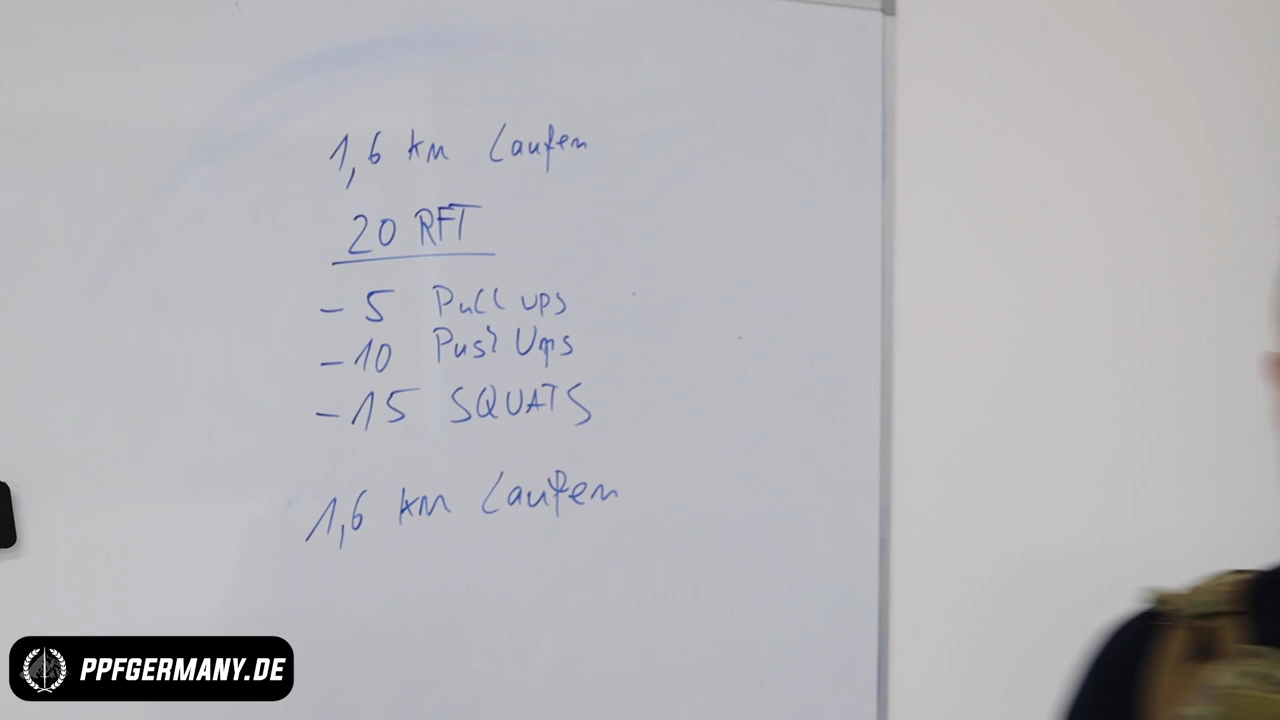 1,6 km Laufen
20 RFT
- 5 Pull ups
- 10 Push Ups
- 15 SQUATS
1,6 km Laufen
PPFGERMANY.DE